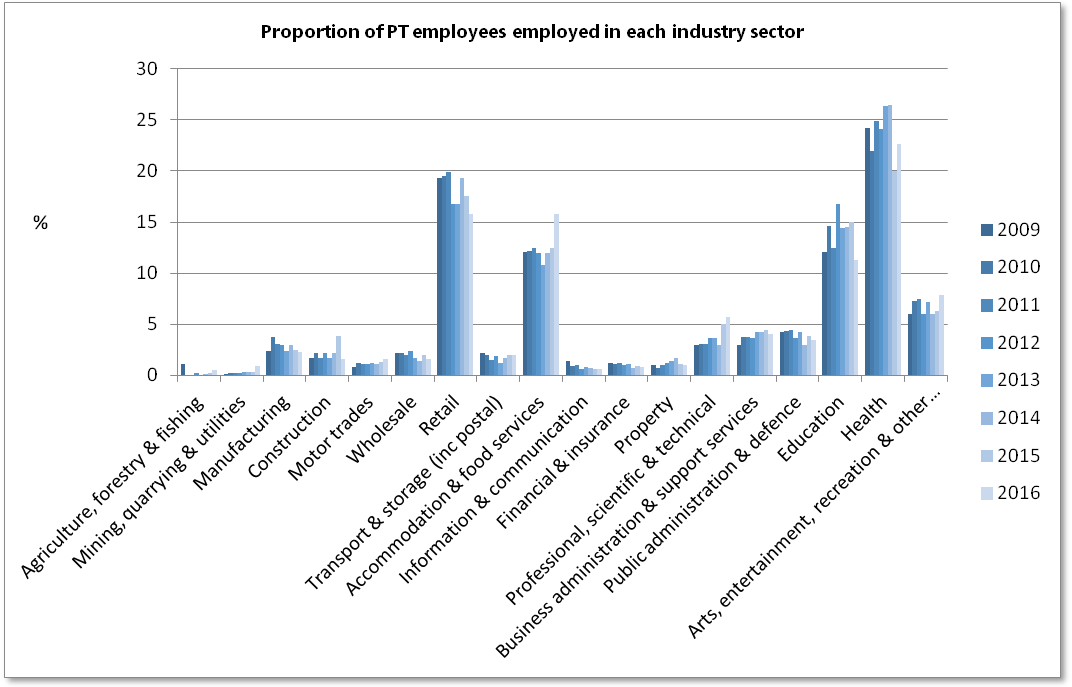 Proportion of PT employees employed in each industry sector
30
25
20
15
10
5
0
%
Agriculture, forestry & fishing
Mining, quarrying & utilities
Manufacturing
Construction
Motor trades
Wholesale
Retail
Transport & storage (inc postal)
Accommodation & food services
Information & communication
Financial & insurance
Property
Professional, scientific & technical
Business administration & support services
Public administration & defence
Education
Health
Arts, entertainment, recreation & other...
2009
2010
2011
2012
2013
2014
2015
2016